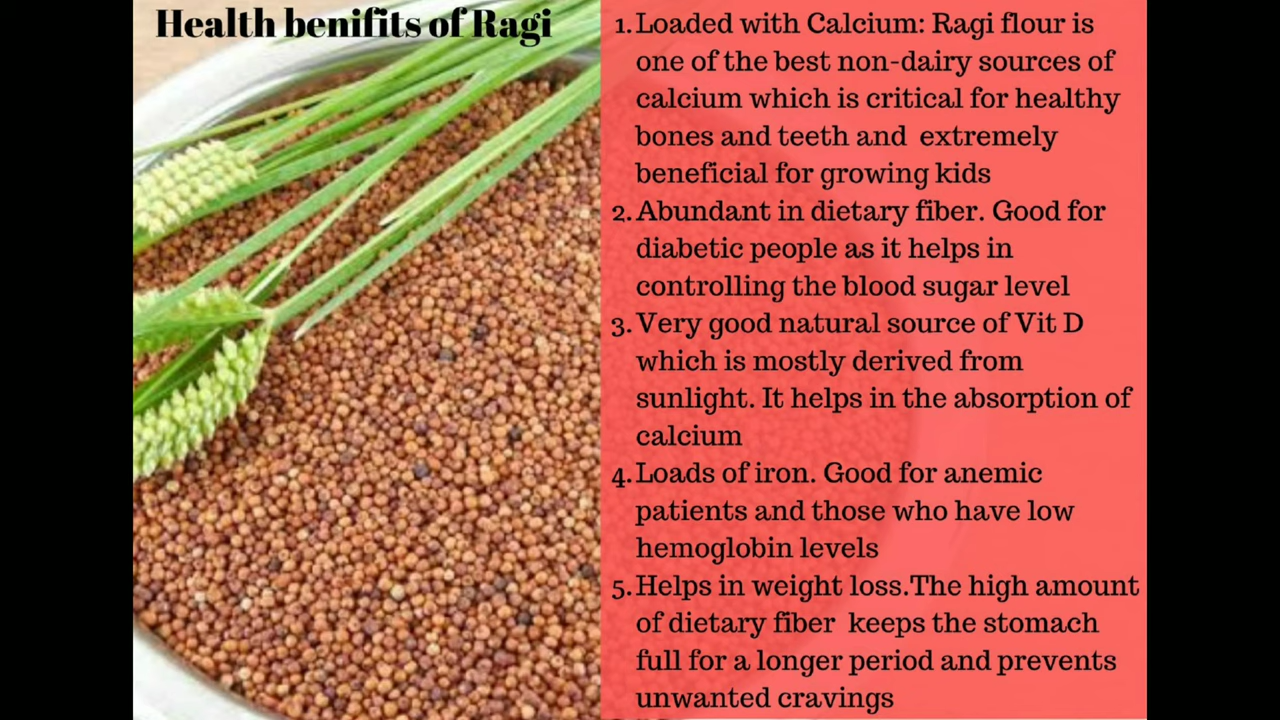 Health benifits of Ragi
1. Loaded with Calcium: Ragi flour is
one of the best non-dairy sources of
calcium which is critical for healthy
bones and teeth and  extremely
beneficial for growing kids
2. Abundant in dietary fiber. Good for
diabetic people as it helps in
controlling the blood sugar level
3. Very good natural source of Vit D
which is mostly derived from
sunlight. It helps in the absorption of
calcium
4. Loads of iron. Good for anemic
patients and those who have low
hemoglobin levels
5. Helps in weight loss.The high amount
of dietary fiber  keeps the stomach
full for a longer period and prevents
unwanted cravings